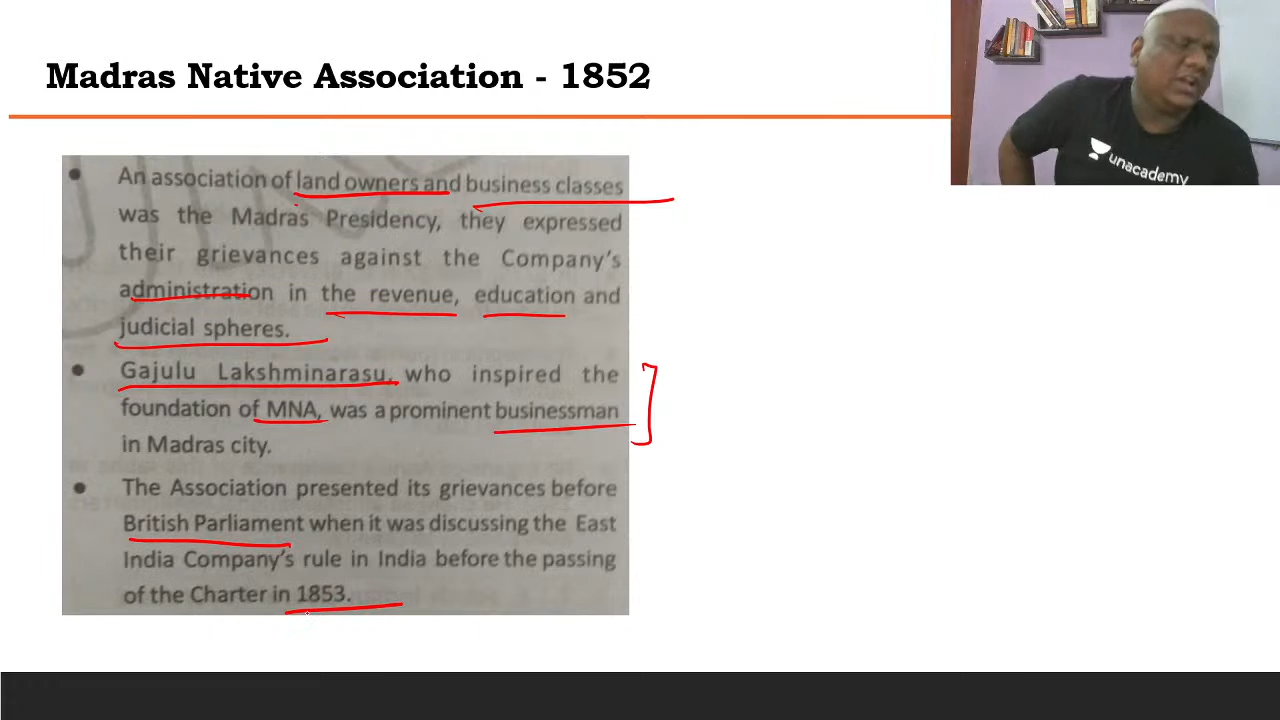 Madras Native Association - 1852
unacademy
An association of land owners and business classes
was the Madras Presidency, they expressed
their grievances against the Company's
administration in the revenue, education and
judicial spheres.
Gajulu Lakshminarasu, who inspired the
foundation of MNA, was a prominent businessman
in Madras city.
The Association presented its grievances before
British Parliament when it was discussing the East
India Company's rule in India before the passing
of the Charter in 1853.